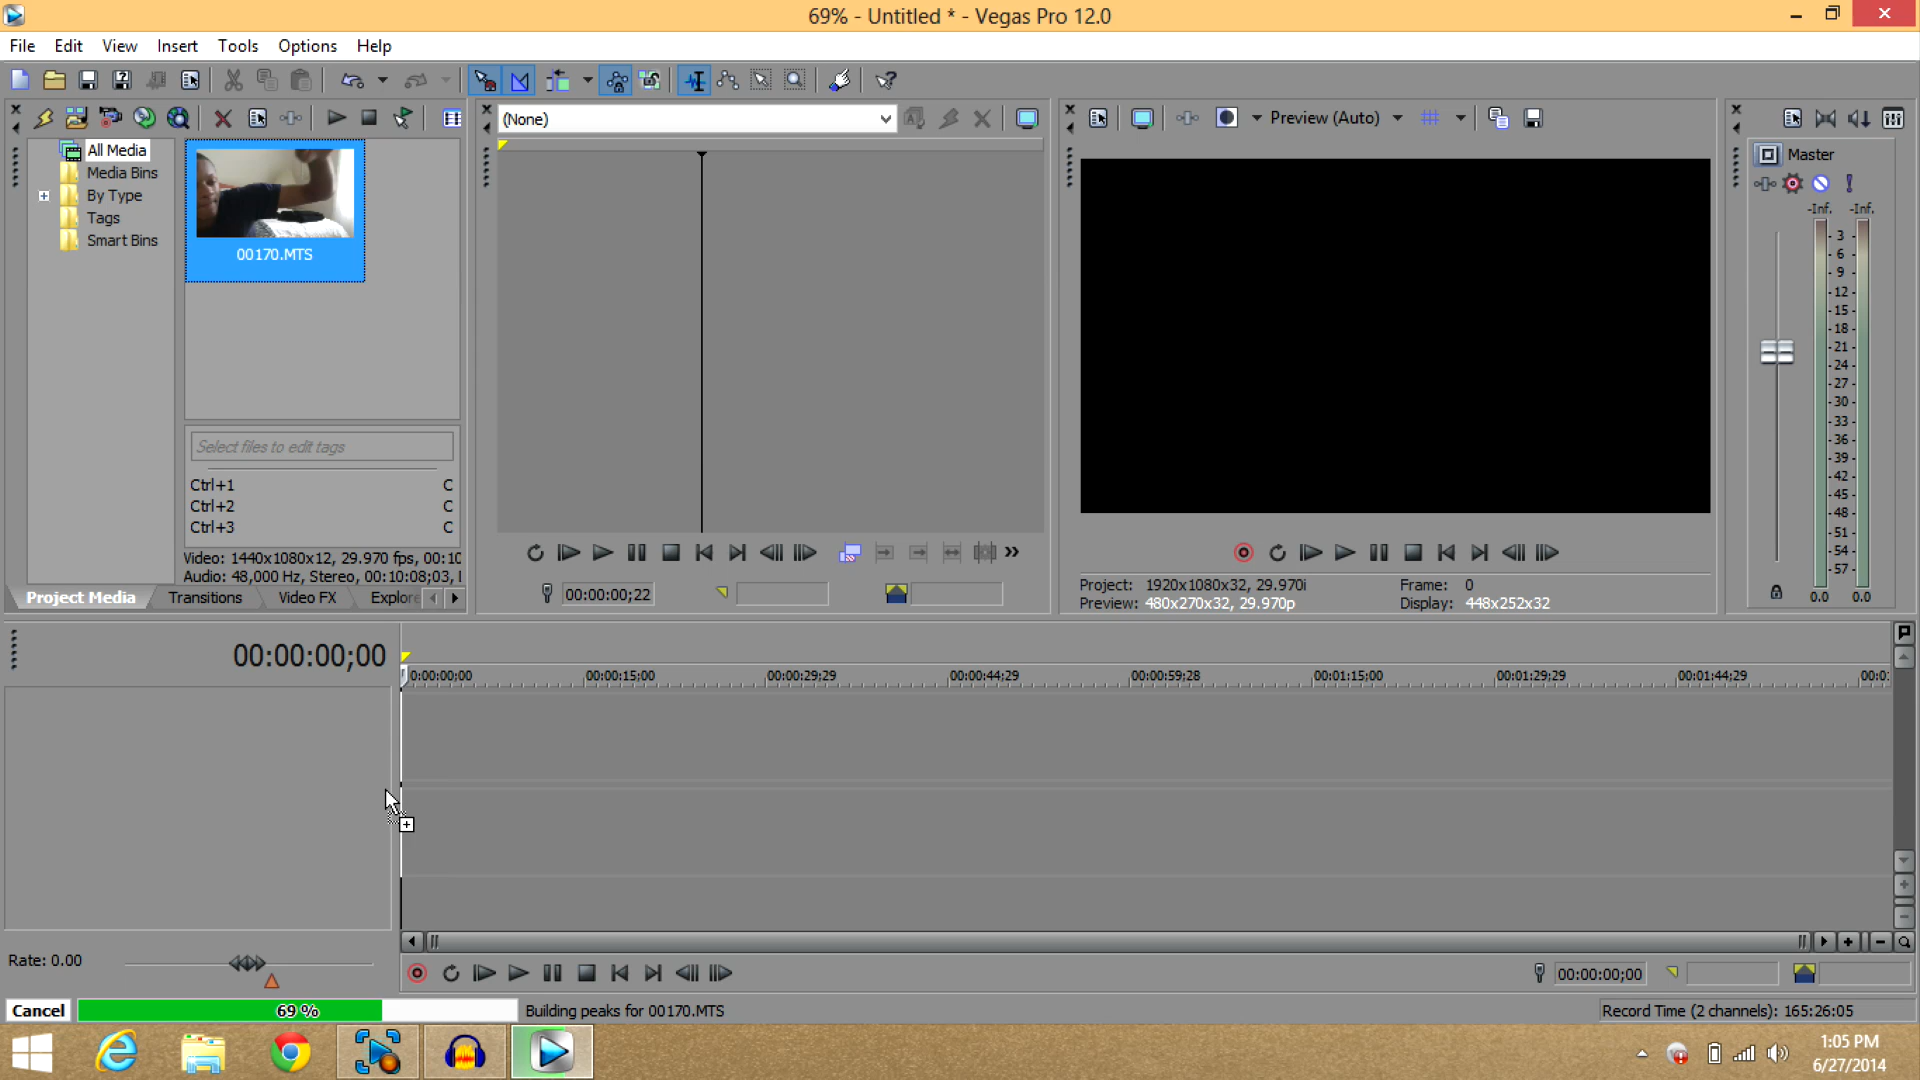 69% - Untitled * - Vegas Pro 12.0
File Edit View Insert Tools Options Help
(None)
Preview (Auto)
All Media
Media Bins
By Type
Tags
Smart Bins
00170.MTS
Master
-Inf. -Inf.
- 3 -
- 6 -
- 9 -
- 12 -
- 15 -
- 18 -
- 21 -
- 24 -
- 27 -
- 30 -
- 33 -
- 36 -
- 39 -
- 42 -
- 45 -
- 48 -
- 51 -
- 54 -
- 57 -
0.0 0.0
Select files to edit tags
Ctrl+1 C
Ctrl+2 C
Ctrl+3 C
Video: 1440x1080x12, 29.970 fps, 00:10
Audio: 48,000 Hz, Stereo, 00:10:08;03,
Project Media Transitions Video FX Explore
00:00:00;22
Project: 1920x1080x32, 29.970i
Preview: 480x270x32, 29.970p
Frame: 0
Display: 448x252x32
00:00:00;00
0:00:00;00 00:00:15;00 00:00:29;29 00:00:44;29 00:00:59;28 00:01:15;00 00:01:29;29 00:01:44;29 00:0
Rate: 0.00
00:00:00;00
Cancel 69 % Building peaks for 00170.MTS
Record Time (2 channels): 165:26:05
1:05 PM
6/27/2014